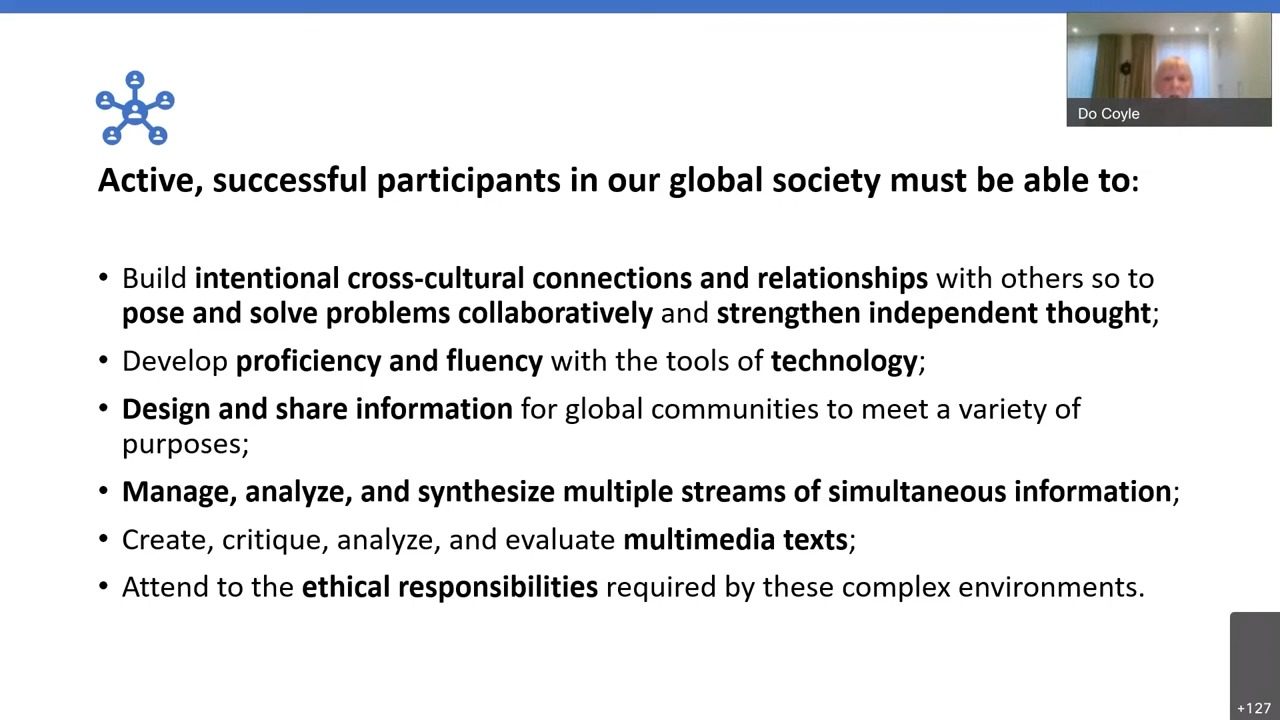 Do Coyle
Active, successful participants in our global society must be able to:
• Build intentional cross-cultural connections and relationships with others so to
pose and solve problems collaboratively and strengthen independent thought;
• Develop proficiency and fluency with the tools of technology;
• Design and share information for global communities to meet a variety of
purposes;
• Manage, analyze, and synthesize multiple streams of simultaneous information;
• Create, critique, analyze, and evaluate multimedia texts;
• Attend to the ethical responsibilities required by these complex environments.
+127